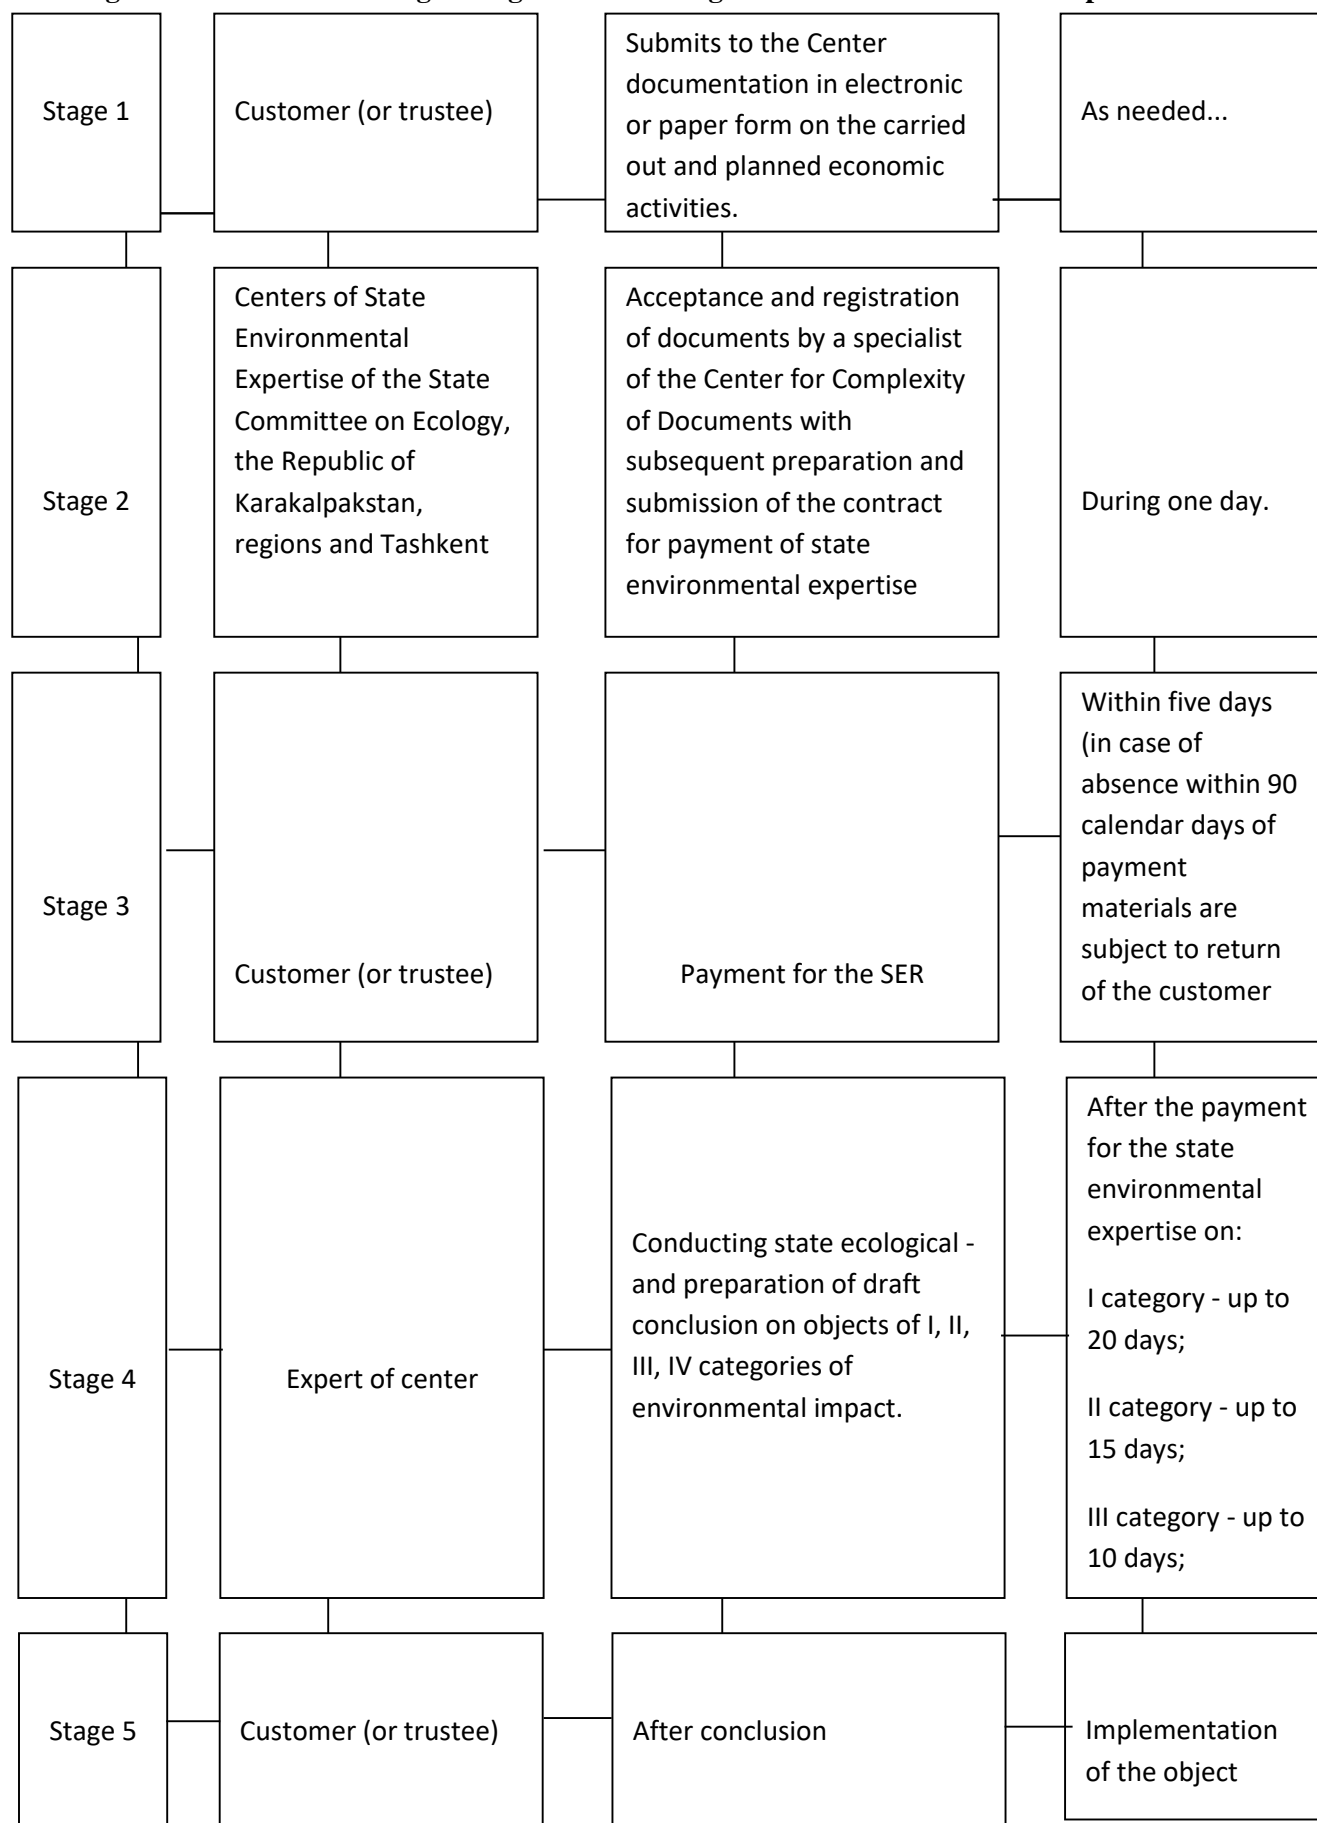 Stage 1
Customer (or trustee)
Submits to the Center
documentation in electronic
or paper form on the carried
out and planned economic
activities.
As needed...
Stage 2
Centers of State
Environmental
Expertise of the State
Committee on Ecology,
the Republic of
Karakalpakstan,
regions and Tashkent
Acceptance and registration
of documents by a specialist
of the Center for Complexity
of Documents with
subsequent preparation and
submission of the contract
for payment of state
environmental expertise
During one day.
Stage 3
Customer (or trustee)
Payment for the SER
Within five days
(in case of
absence within 90
calendar days of
payment
materials are
subject to return
of the customer
Stage 4
Expert of center
Conducting state ecological -
and preparation of draft
conclusion on objects of I, II,
III, IV categories of
environmental impact.
After the payment
for the state
environmental
expertise on:
I category - up to
20 days;
II category - up to
15 days;
III category - up to
10 days;
Stage 5
Customer (or trustee)
After conclusion
Implementation
of the object